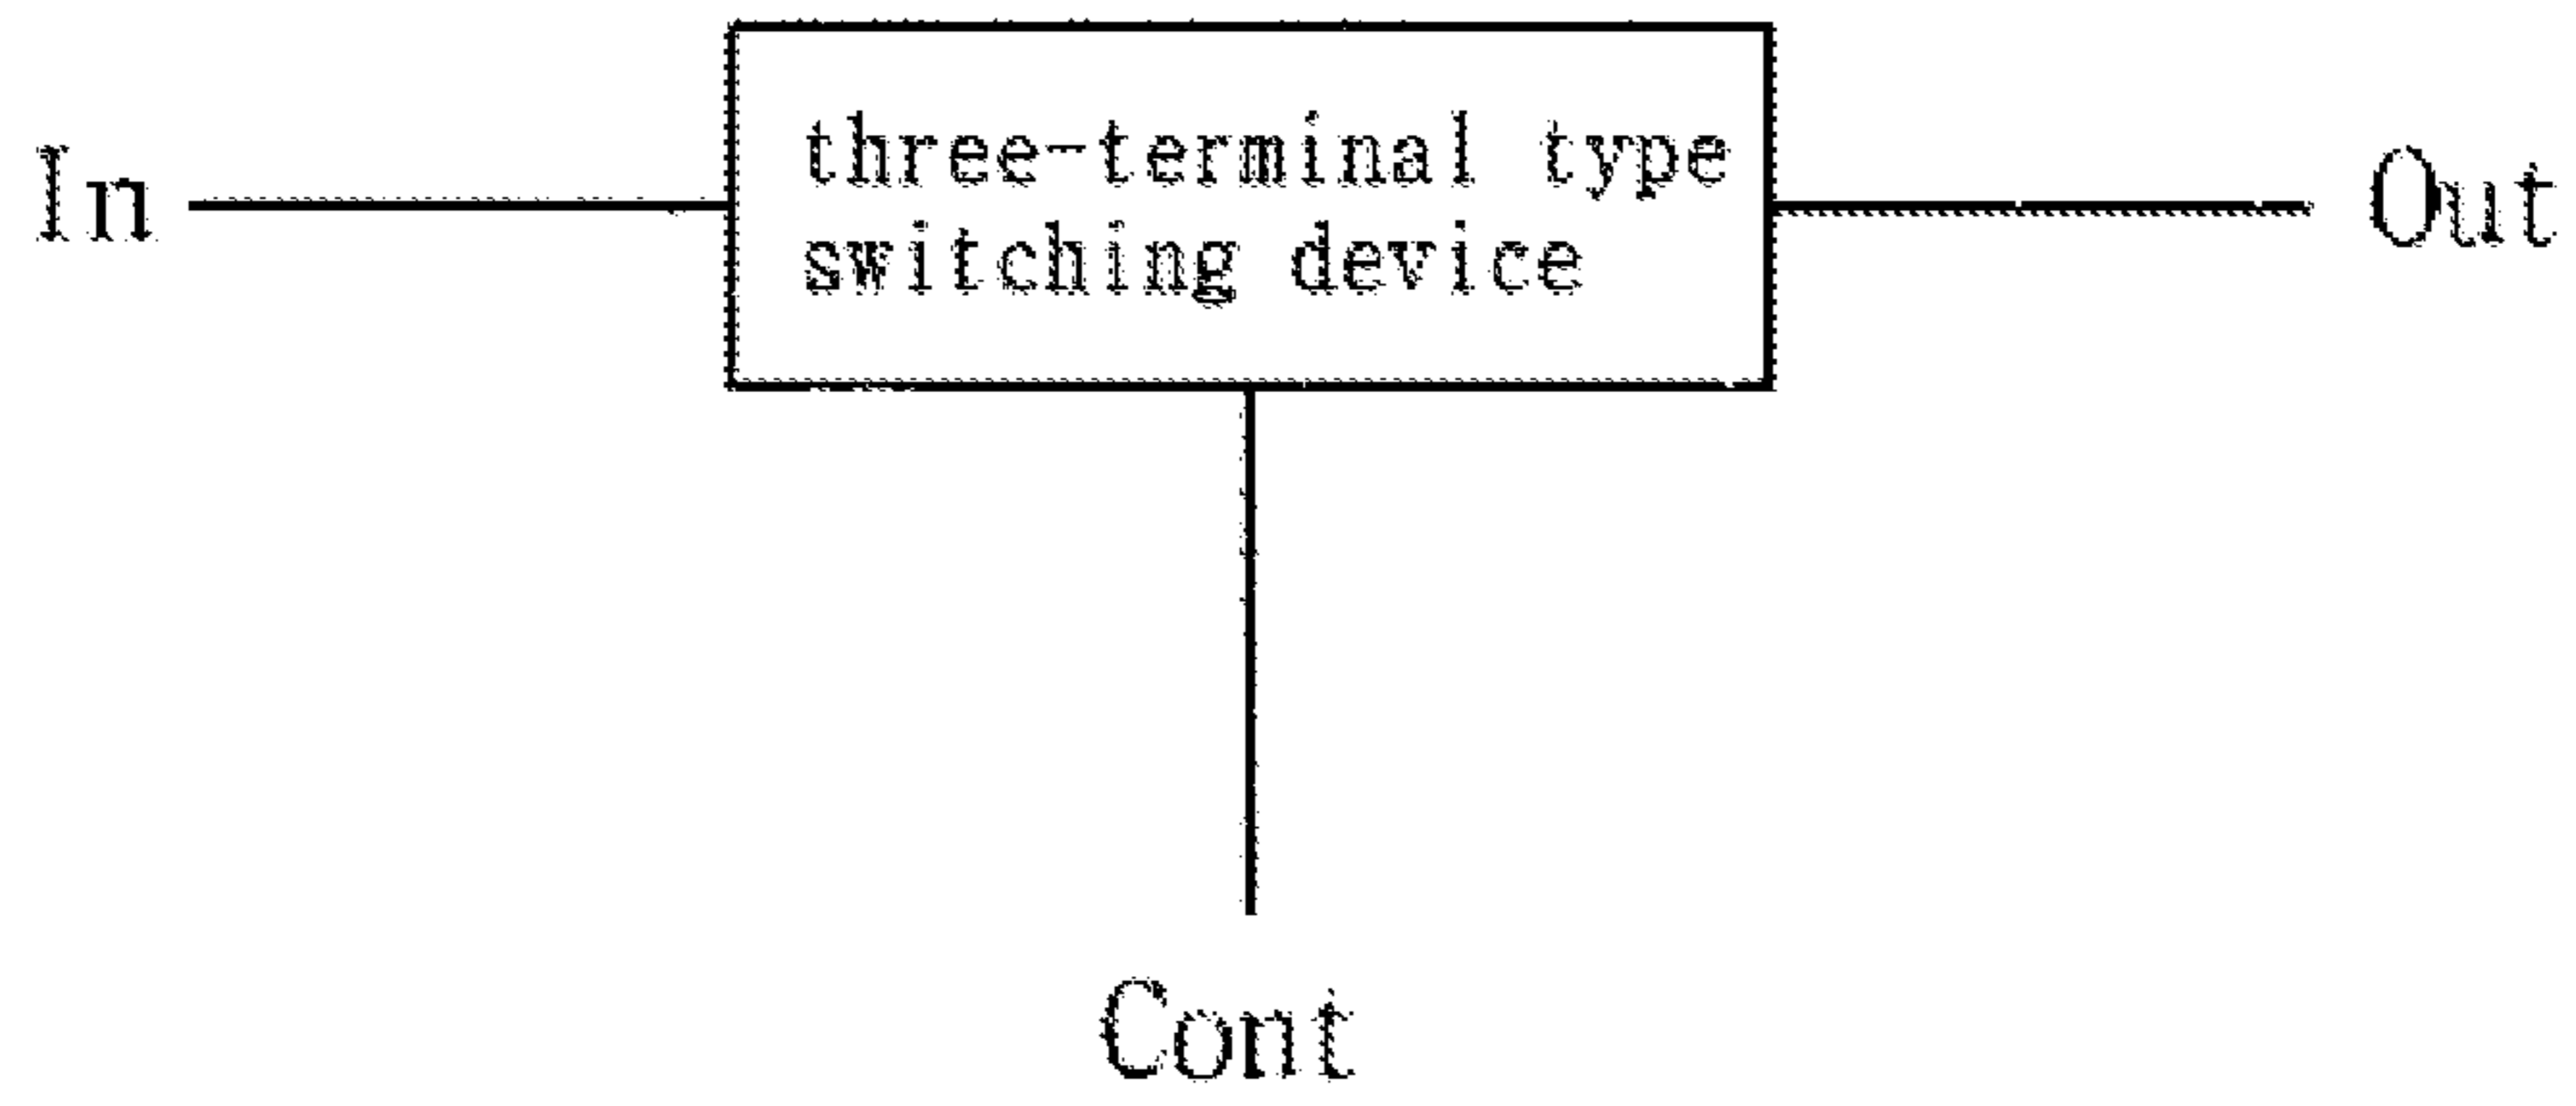 three-terminal type
In
Out
switching device
Cont